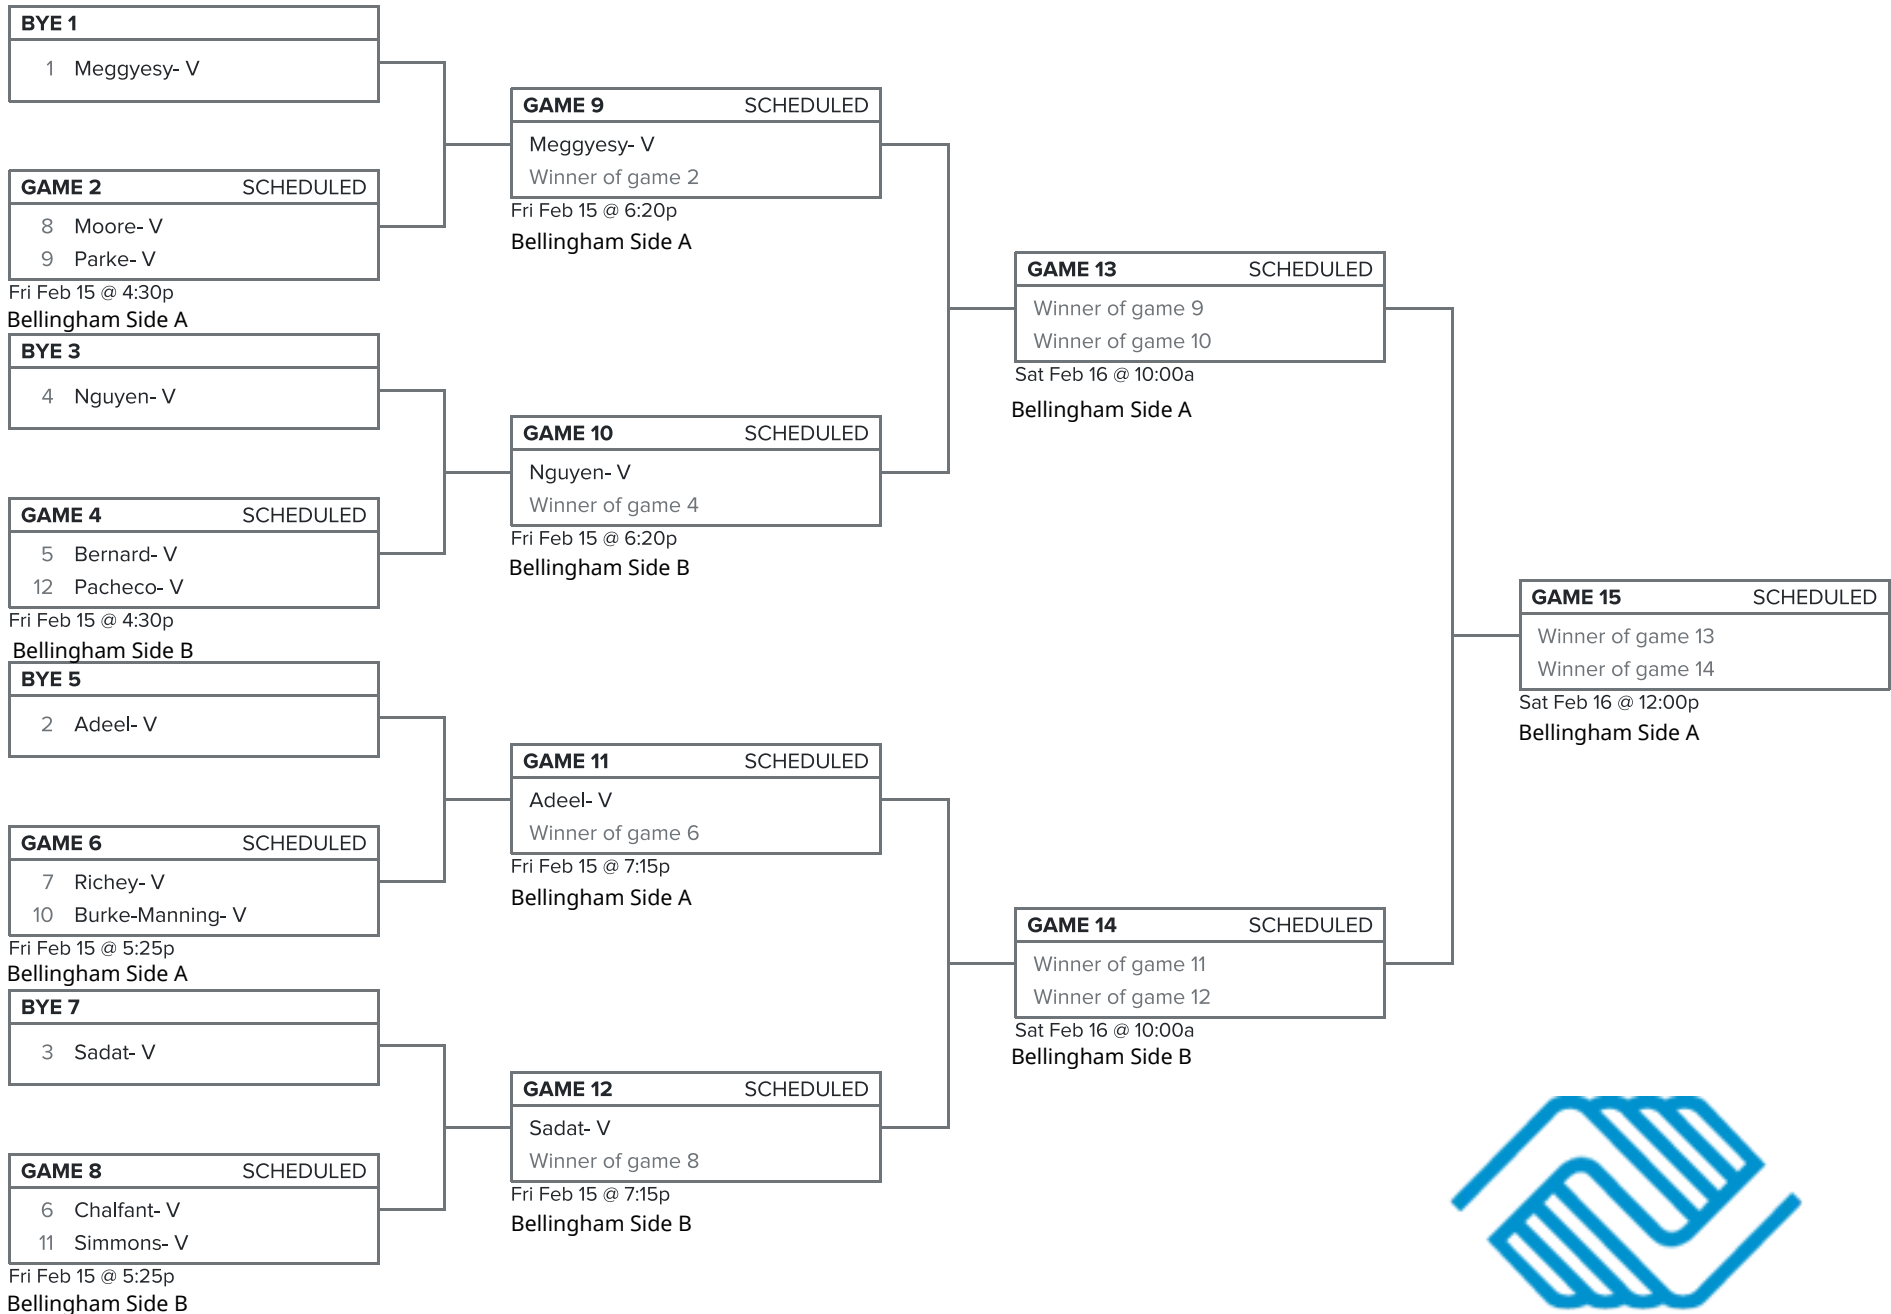 BYE 1
1 Meggyesy- V
GAME 2 SCHEDULED
8 Moore- V
9 Parke- V
Fri Feb 15 @ 4:30p
Bellingham Side A
BYE 3
4 Nguyen- V
GAME 4 SCHEDULED
5 Bernard- V
12 Pacheco- V
Fri Feb 15 @ 4:30p
Bellingham Side B
BYE 5
2 Adeel- V
GAME 6 SCHEDULED
7 Richey- V
10 Burke-Manning- V
Fri Feb 15 @ 5:25p
Bellingham Side A
BYE 7
3 Sadat- V
GAME 8 SCHEDULED
6 Chalfant- V
11 Simmons- V
Fri Feb 15 @ 5:25p
Bellingham Side B
GAME 9 SCHEDULED
Meggyesy- V
Winner of game 2
Fri Feb 15 @ 6:20p
Bellingham Side A
GAME 10 SCHEDULED
Nguyen- V
Winner of game 4
Fri Feb 15 @ 6:20p
Bellingham Side B
GAME 11 SCHEDULED
Adeel- V
Winner of game 6
Fri Feb 15 @ 7:15p
Bellingham Side A
GAME 12 SCHEDULED
Sadat- V
Winner of game 8
Fri Feb 15 @ 7:15p
Bellingham Side B
GAME 13 SCHEDULED
Winner of game 9
Winner of game 10
Sat Feb 16 @ 10:00a
Bellingham Side A
GAME 14 SCHEDULED
Winner of game 11
Winner of game 12
Sat Feb 16 @ 10:00a
Bellingham Side B
GAME 15 SCHEDULED
Winner of game 13
Winner of game 14
Sat Feb 16 @ 12:00p
Bellingham Side A